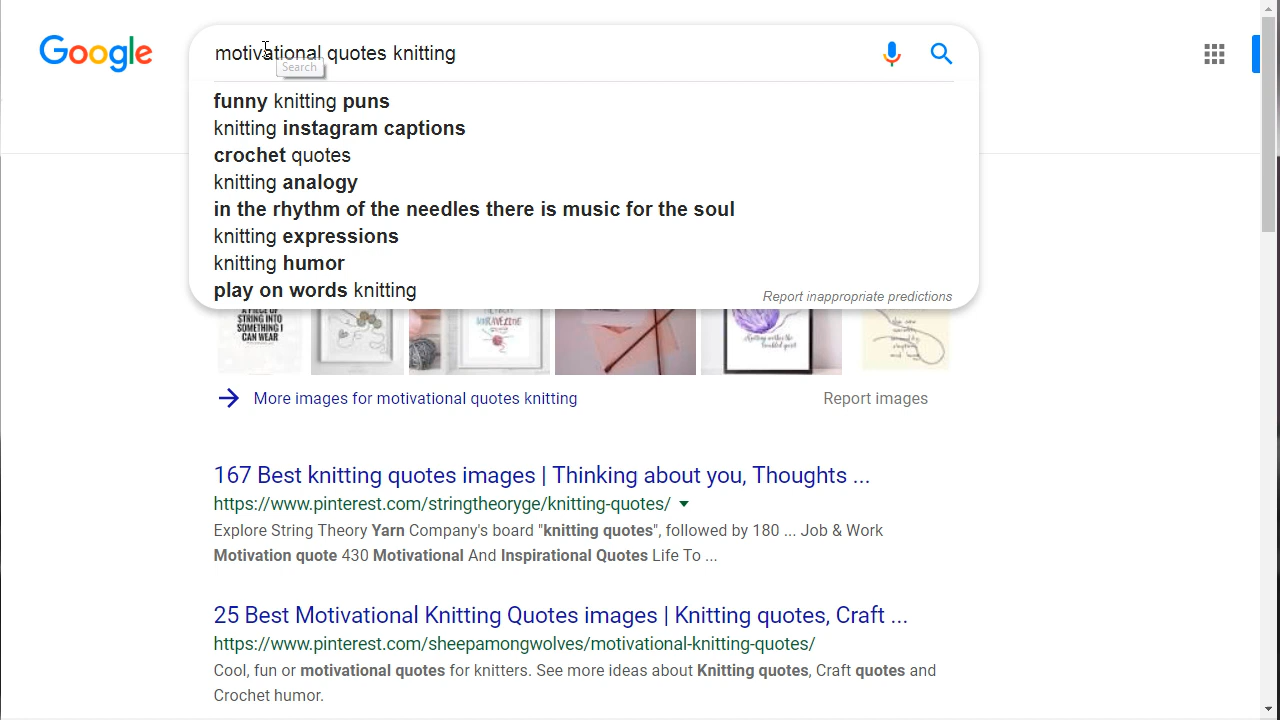 Google
motivational quotes knitting
Search
funny knitting puns
knitting instagram captions
crochet quotes
knitting analogy
in the rhythm of the needles there is music for the soul
knitting expressions
knitting humor
play on words knitting
Report inappropriate predictions
STRING INTO
SOMETHING I
CAN WEAR
More images for motivational quotes knitting
Report images
167 Best knitting quotes images | Thinking about you, Thoughts ...
https://www.pinterest.com/stringtheoryge/knitting-quotes/
Explore String Theory Yarn Company's board "knitting quotes", followed by 180 ... Job & Work
Motivation quote 430 Motivational And Inspirational Quotes Life To ...
25 Best Motivational Knitting Quotes images | Knitting quotes, Craft ...
https://www.pinterest.com/sheepamongwolves/motivational-knitting-quotes/
Cool, fun or motivational quotes for knitters. See more ideas about Knitting quotes, Craft quotes and
Crochet humor.